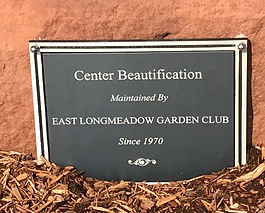 Center Beautification
Maintained By
EAST LONGMEADOW GARDEN CLUB
Since 1970